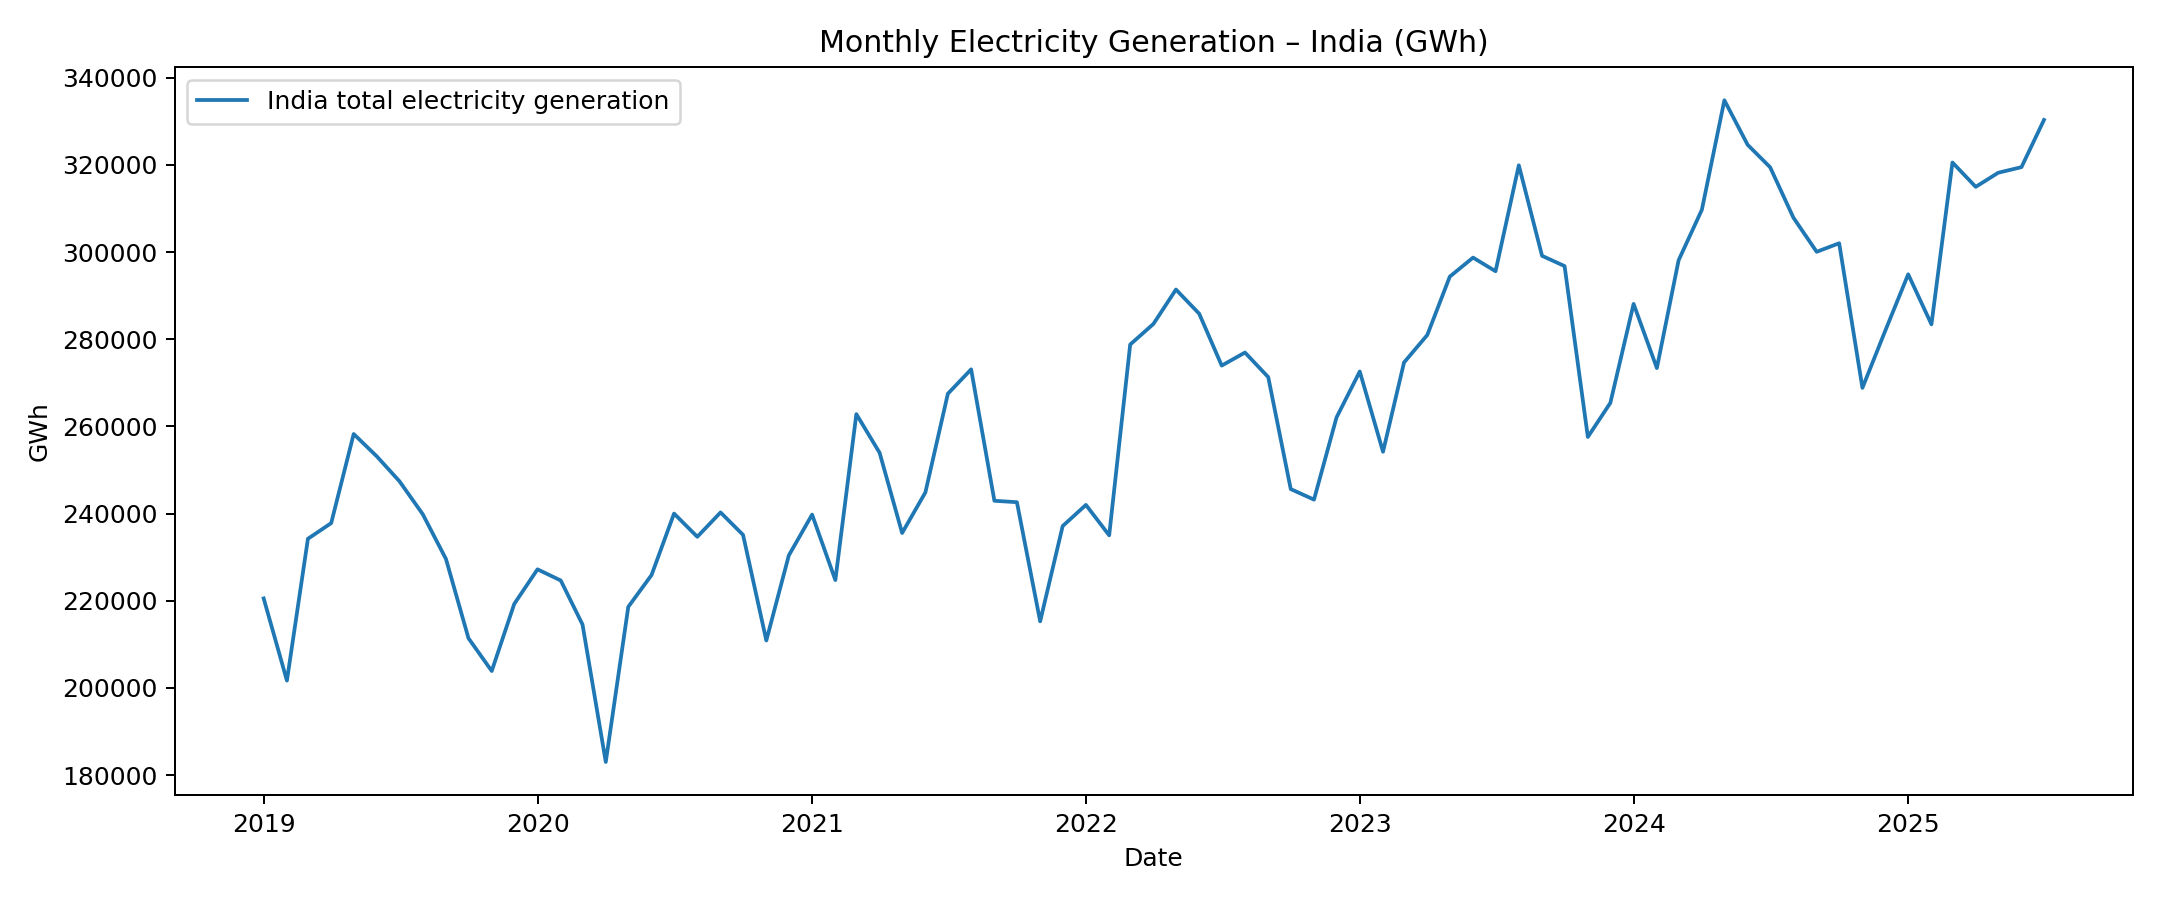 Monthly Electricity Generation – India (GWh)
India total electricity generation
GWh
340000
320000
300000
280000
260000
240000
220000
200000
180000
2019 2020 2021 2022 2023 2024 2025
Date